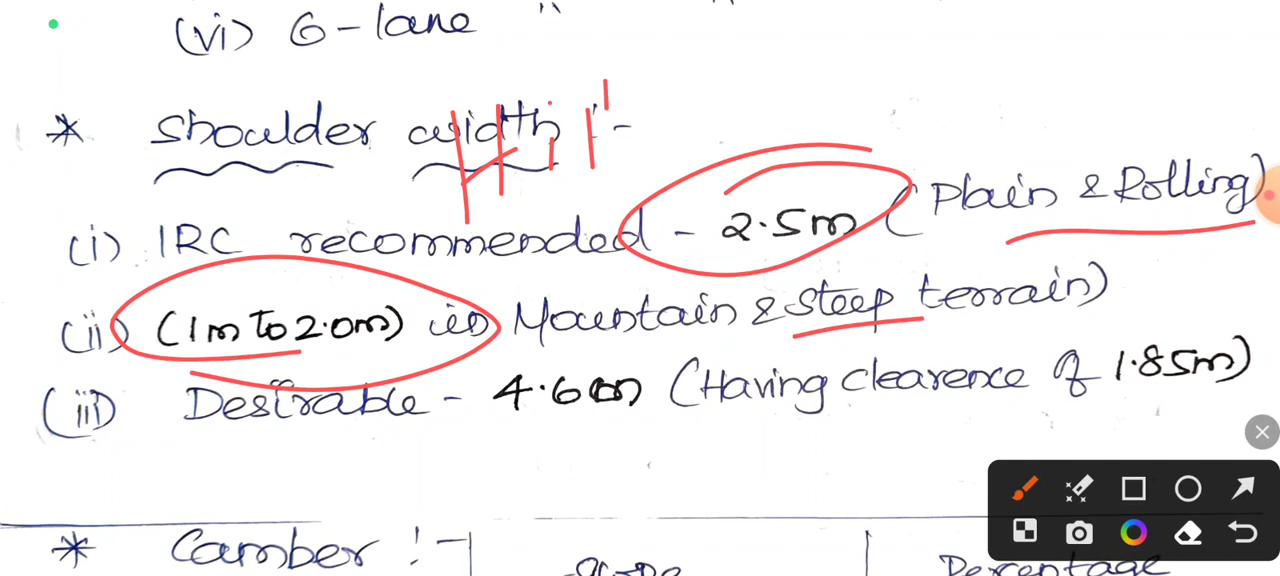 (vi) 6-lane "
* Shoulder width :-
(i) IRC recommended - 2.5m (Plain & Rolling)
(ii) (1m To 2.0m) in Mountain & steep terrain)
(iii) Desirable - 4.6m (Having clearence of 1.85m)
* Camber :-
Percentage